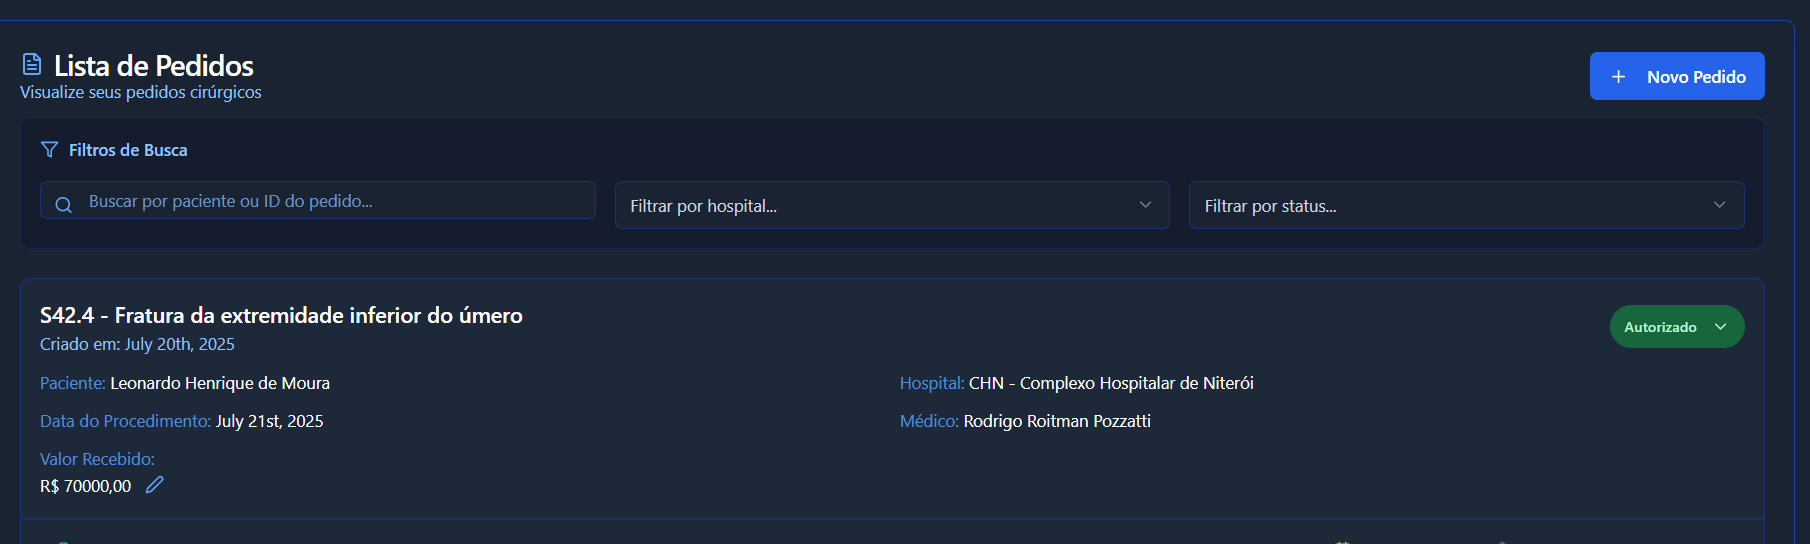 Lista de Pedidos
Visualize seus pedidos cirúrgicos
Novo Pedido
Filtros de Busca
Buscar por paciente ou ID do pedido...
Filtrar por hospital...
Filtrar por status...
S42.4 - Fratura da extremidade inferior do úmero
Criado em: July 20th, 2025
Autorizado
Paciente: Leonardo Henrique de Moura
Hospital: CHN - Complexo Hospitalar de Niterói
Data do Procedimento: July 21st, 2025
Médico: Rodrigo Roitman Pozzatti
Valor Recebido:
R$ 70000,00